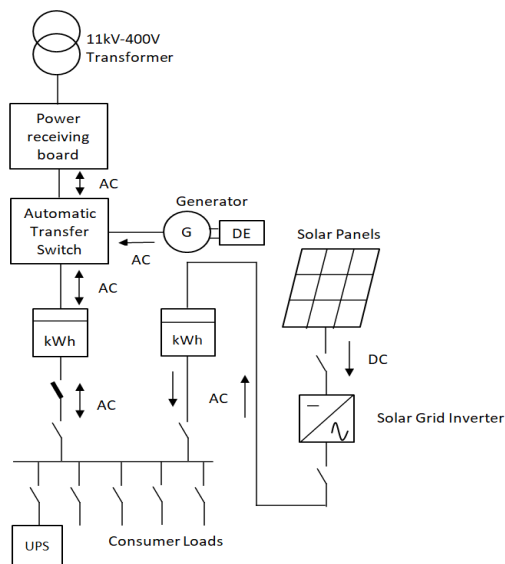 11kV-400V
Transformer
Power
receiving
board
AC
Generator
Automatic
Transfer
Switch
G
DE
AC
Solar Panels
AC
kWh
kWh
DC
AC
AC
Solar Grid Inverter
UPS
Consumer Loads